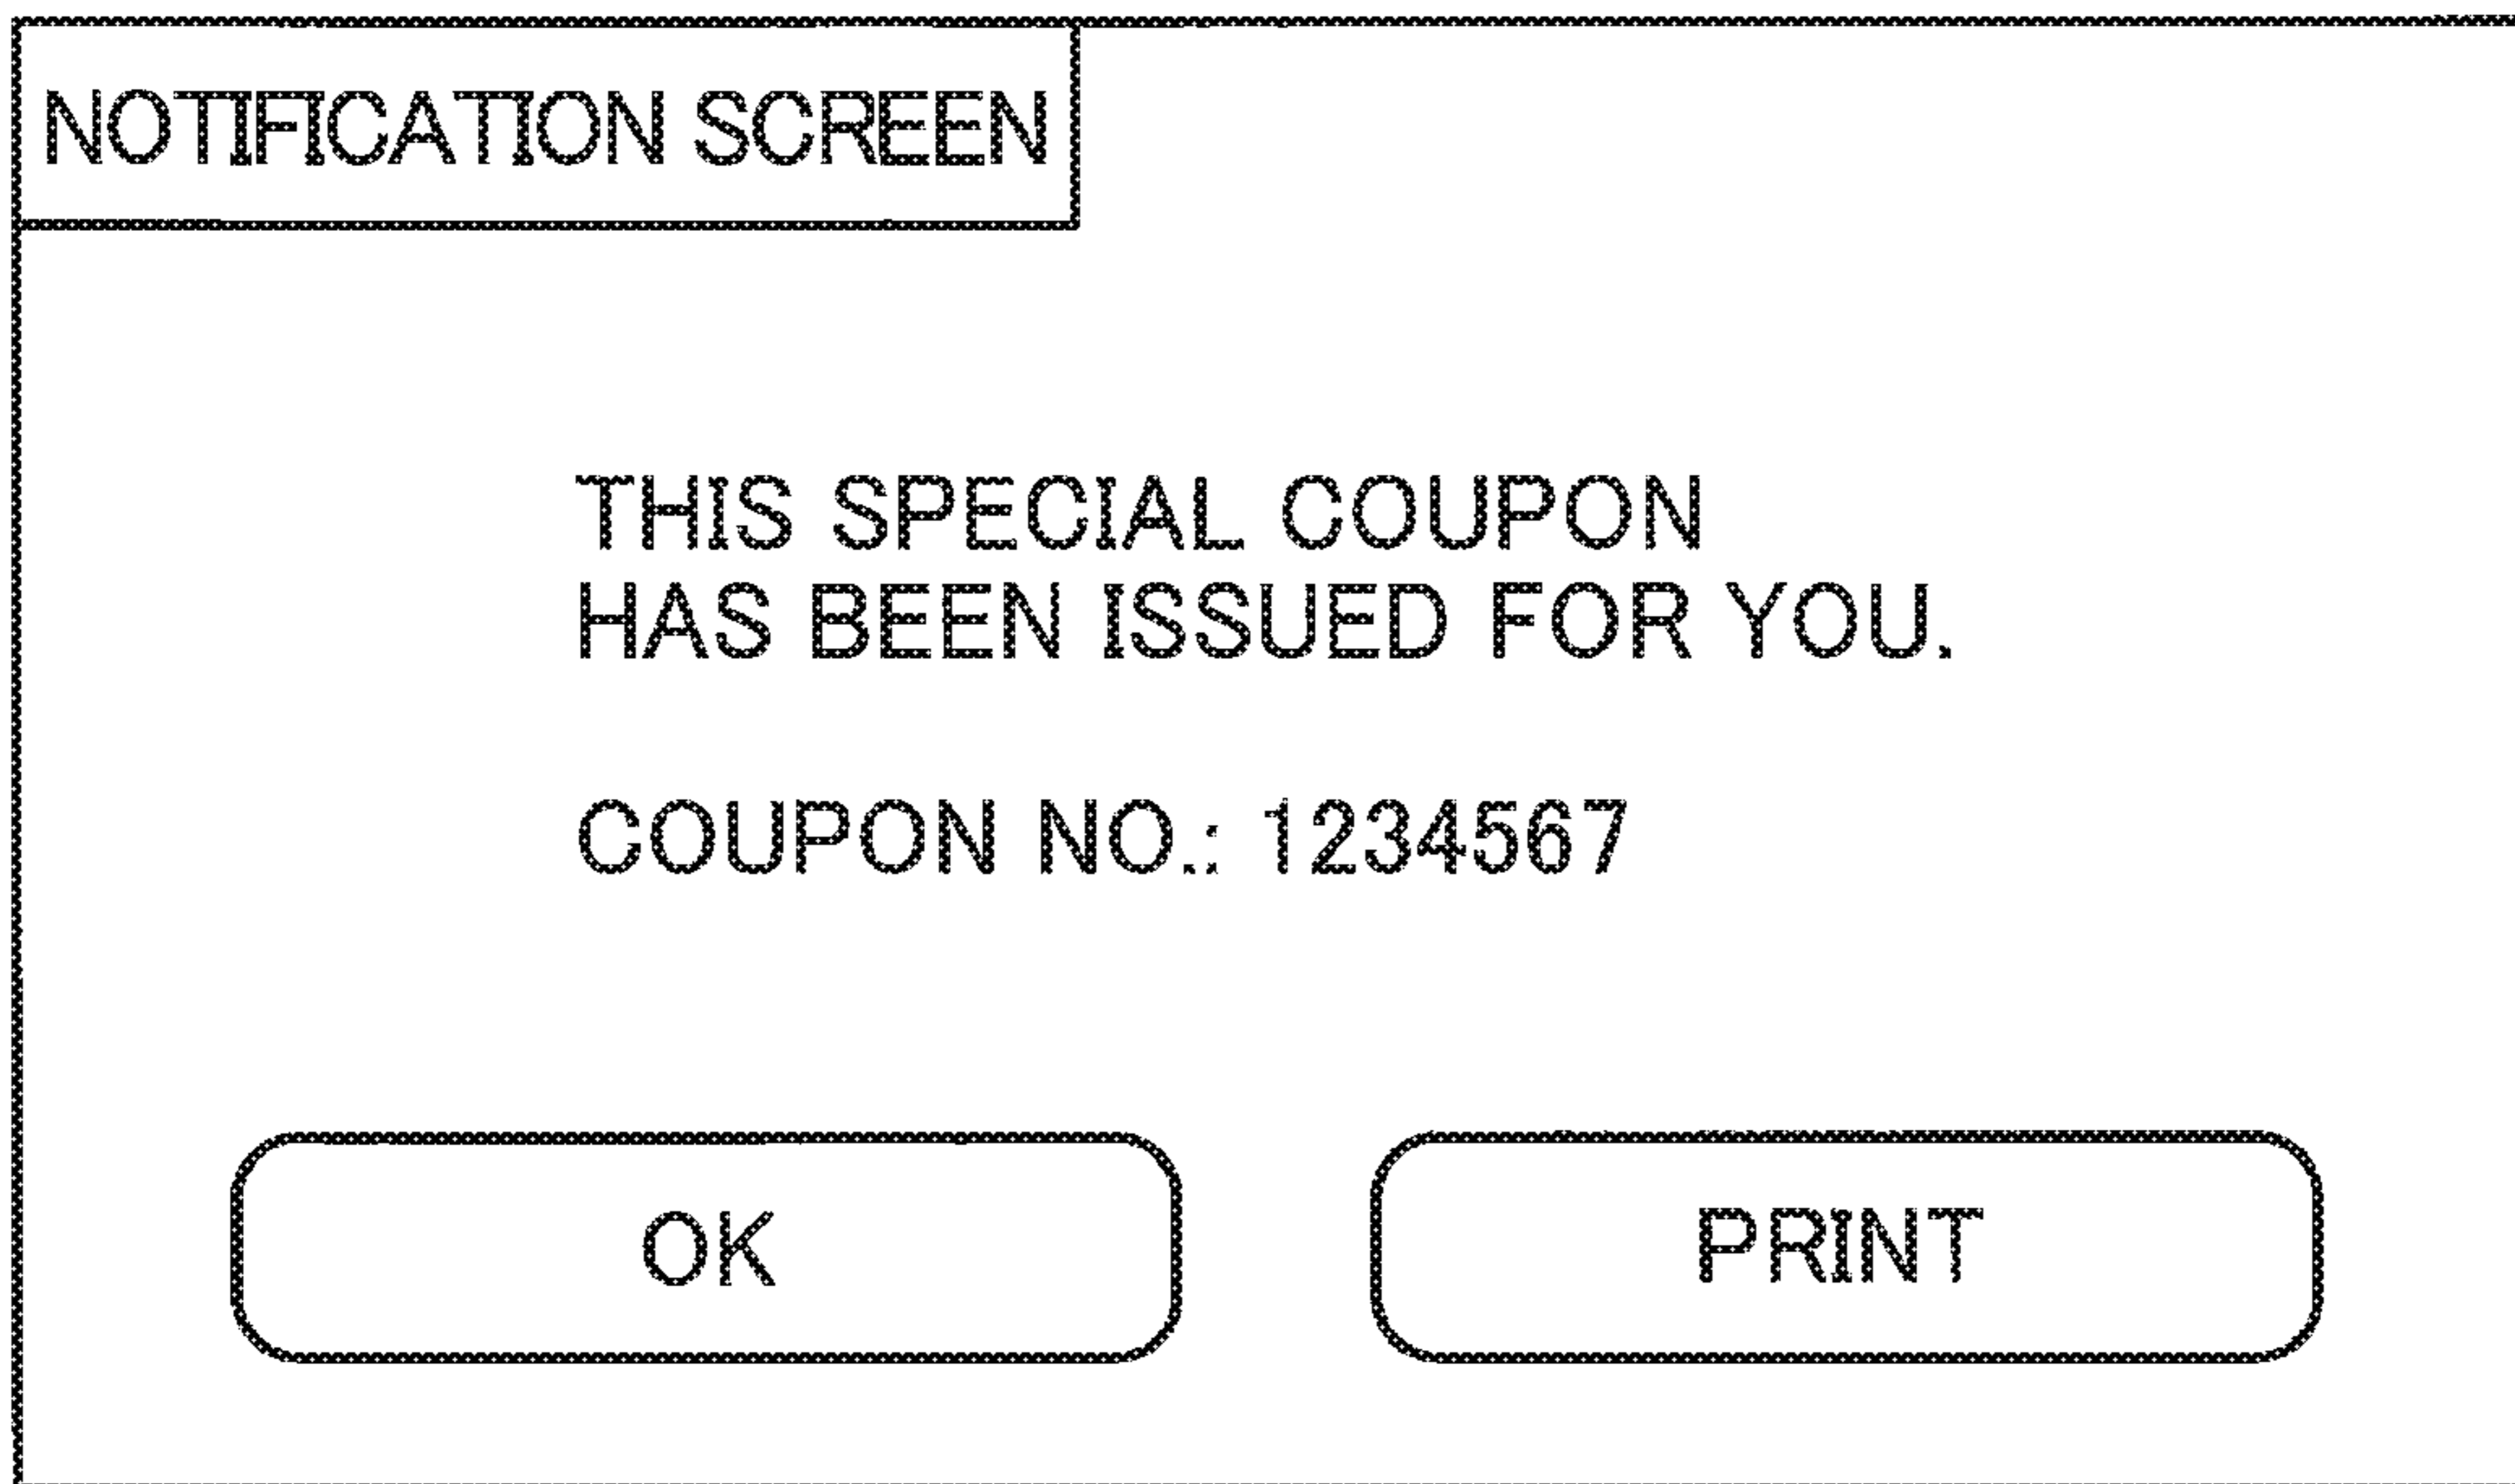 NOTIFICATION SCREEN
THIS SPECIAL COUPON
HAS BEEN ISSUED FOR YOU.
COUPON NO.: 1234567
OK
PRINT